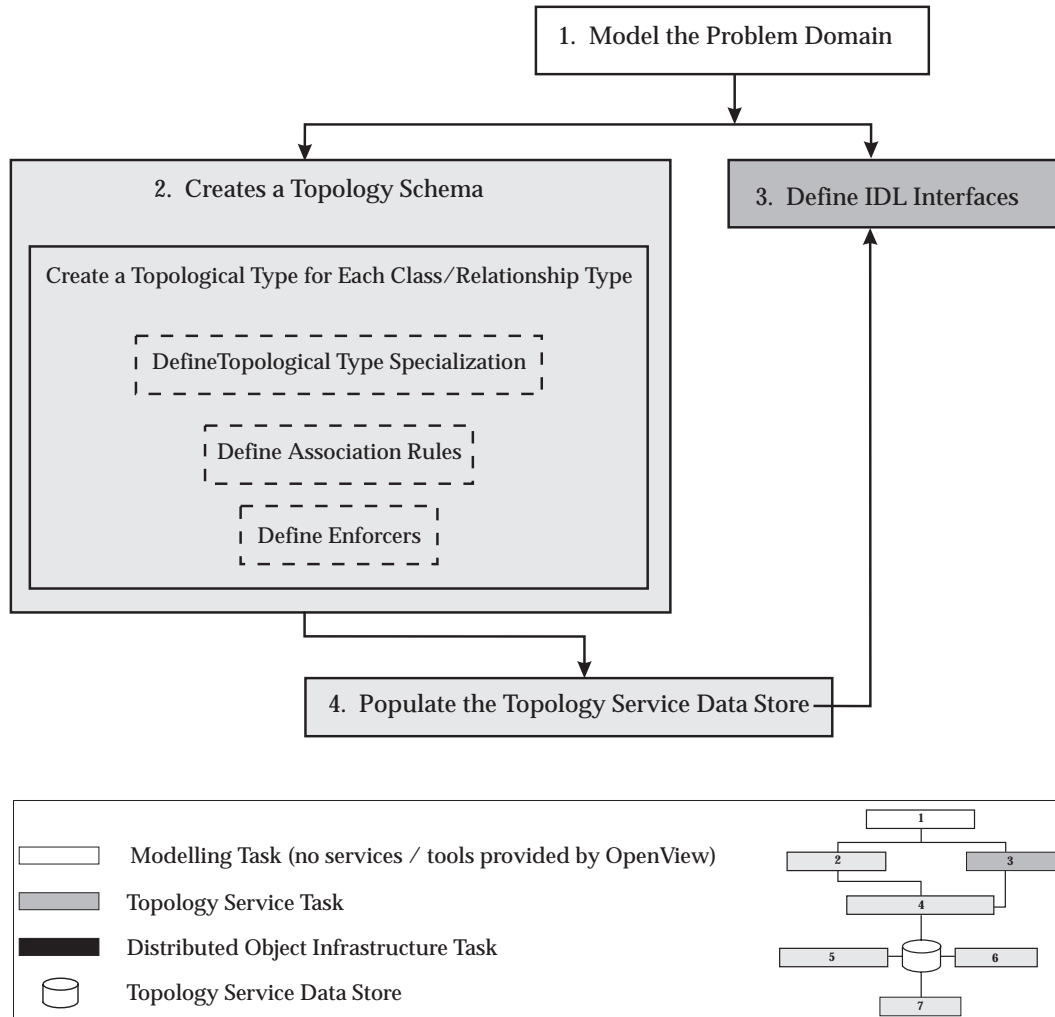 1. Model the Problem Domain
2. Creates a Topology Schema
3. Define IDL Interfaces
Create a Topological Type for Each Class/Relationship Type
DefineTopological Type Specialization
Define Association Rules
Define Enforcers
4. Populate the Topology Service Data Store
Modelling Task (no services / tools provided by OpenView)
Topology Service Task
Distributed Object Infrastructure Task
Topology Service Data Store
1
2
3
4
5
6
7